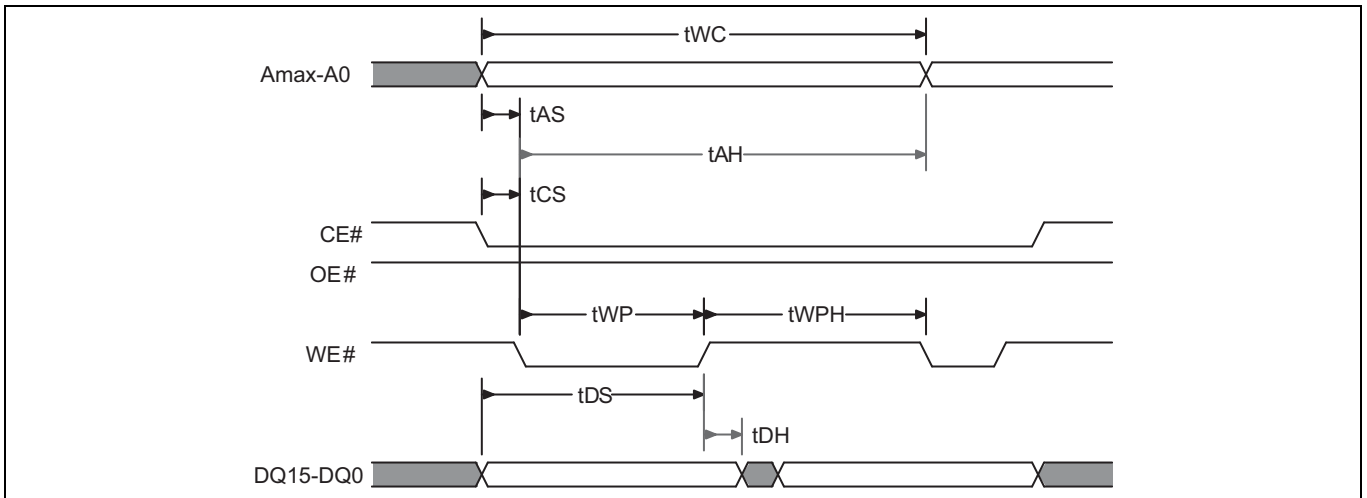 tWC
Amax-A0
tAS
tAH
tCS
CE#
OE#
tWP
tWPH
WE#
tDS
tDH
DQ15-DQ0